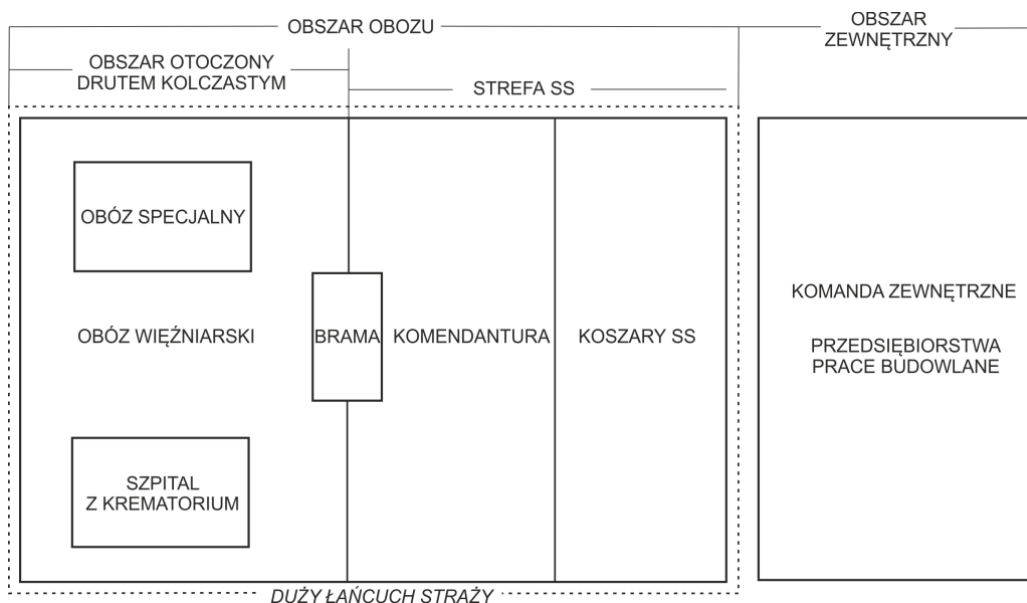 OBSZAR OBOZU
OBSZAR
ZEWNĘTRZNY
OBSZAR OTOCZONY
DRUTEM KOLCZASTYM
STREFA SS
OBÓZ SPECJALNY
OBÓZ WIĘŹNIARSKI
BRAMA
KOMENDANTURA
KOSZARY SS
KOMANDA ZEWNĘTRZNE
PRZEDSIĘBIORSTWA
PRACE BUDOWLANE
SZPITAL
Z KREMATORIUM
DUŻY ŁAŃCUCH STRAŻY